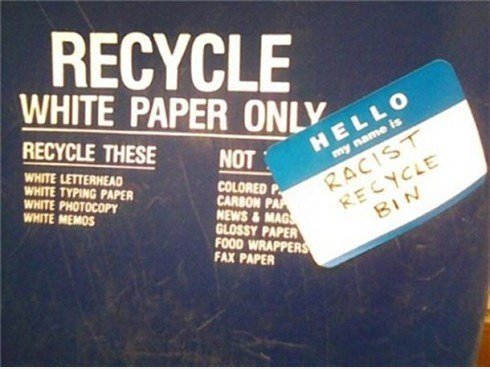 RECYCLE
WHITE PAPER ONLY
RECYCLE THESE
WHITE LETTERHEAD
WHITE TYPING PAPER
WHITE PHOTOCOPY
WHITE MEMOS
NOT
COLORED P
CARBON PAP
NEWS & MAGS
GLOSSY PAPER
FOOD WRAPPERS
FAX PAPER
HELLO
my name is
RACIST
RECYCLE
BIN